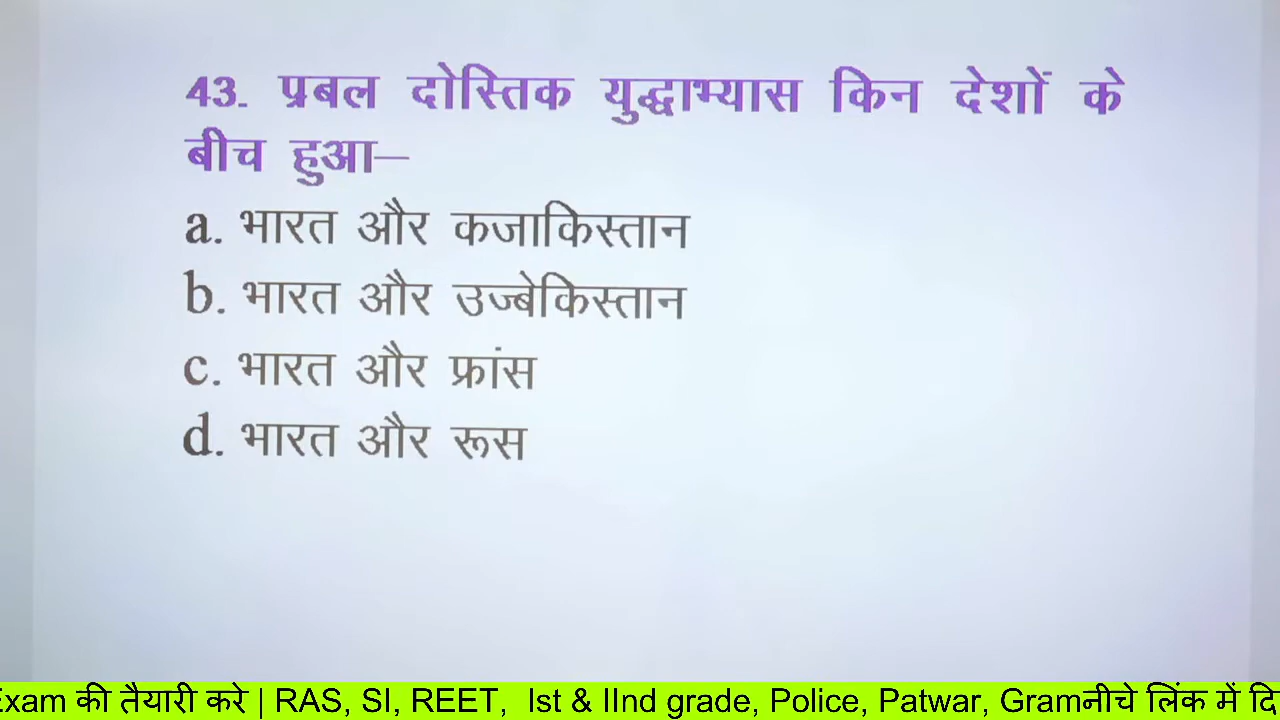 43. प्रबल दोस्तिक युद्धाभ्यास किन देशों के
बीच हुआ–
a. भारत और कजाकिस्तान
b. भारत और उज्बेकिस्तान
c. भारत और फ्रांस
d. भारत और रूस
Exam की तैयारी करे | RAS, SI, REET, Ist & IInd grade, Police, Patwar, Gramनीचे लिंक में दि